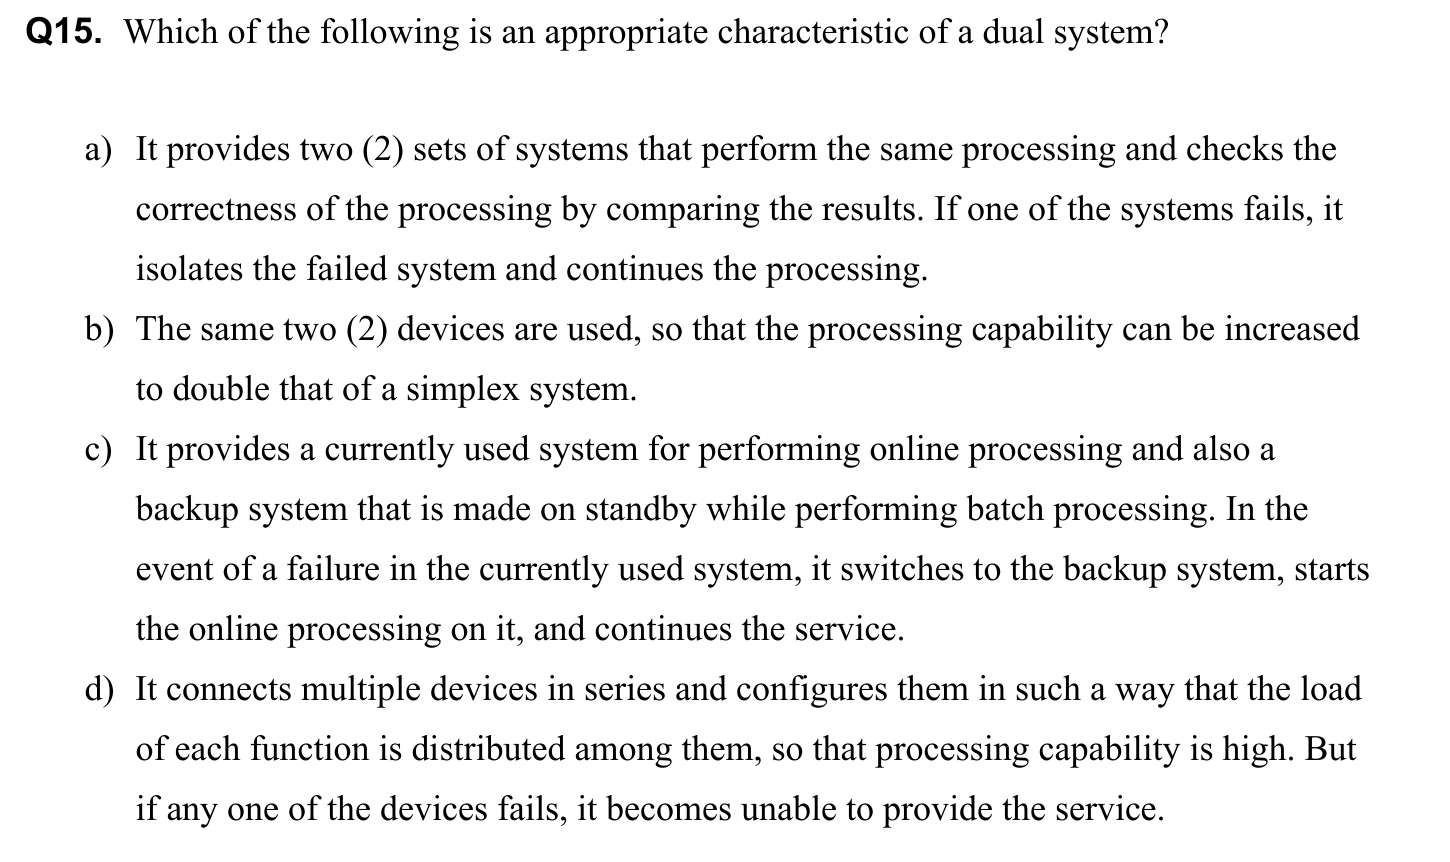 Q15. Which of the following is an appropriate characteristic of a dual system?
a) It provides two (2) sets of systems that perform the same processing and checks the
correctness of the processing by comparing the results. If one of the systems fails, it
isolates the failed system and continues the processing.
b) The same two (2) devices are used, so that the processing capability can be increased
to double that of a simplex system.
c) It provides a currently used system for performing online processing and also a
backup system that is made on standby while performing batch processing. In the
event of a failure in the currently used system, it switches to the backup system, starts
the online processing on it, and continues the service.
d) It connects multiple devices in series and configures them in such a way that the load
of each function is distributed among them, so that processing capability is high. But
if any one of the devices fails, it becomes unable to provide the service.